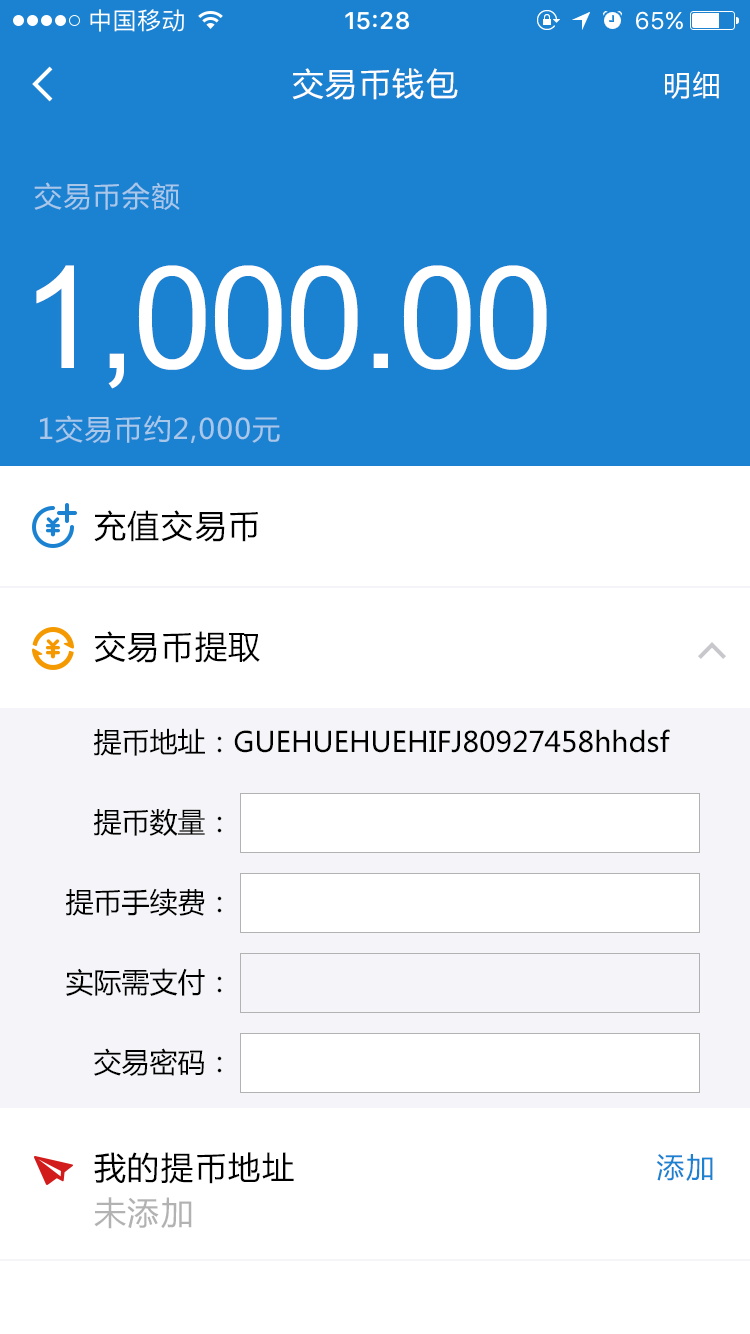 中国移动 15:28 65%
交易币钱包 明细
交易币余额
1,000.00
1交易币约2,000元
充值交易币
交易币提取
提币地址：GUEHUEHUEHIFJ80927458hhdsf
提币数量：
提币手续费：
实际需支付：
交易密码：
我的提币地址 添加
未添加